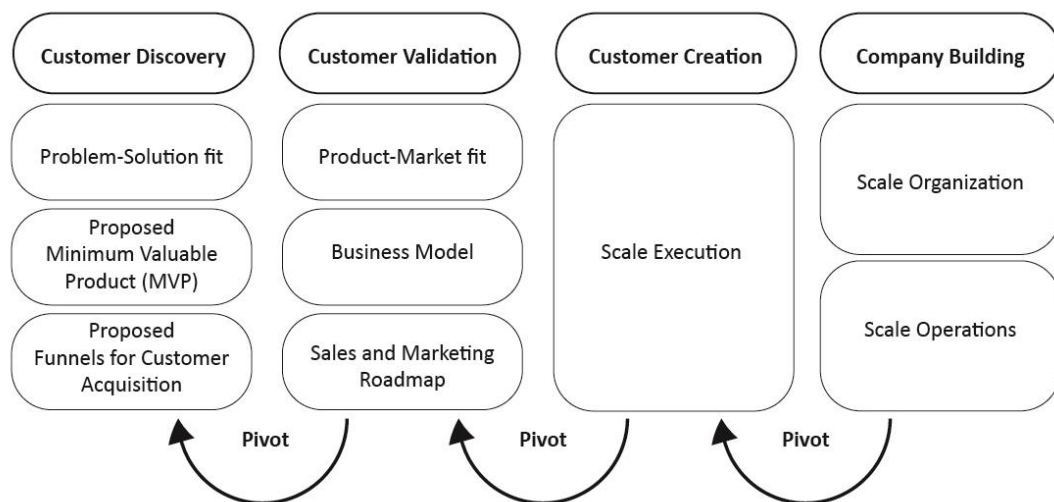 Customer Discovery
Problem-Solution fit
Proposed
Minimum Valuable
Product (MVP)
Proposed
Funnels for Customer
Acquisition
Customer Validation
Product-Market fit
Business Model
Sales and Marketing
Roadmap
Customer Creation
Scale Execution
Company Building
Scale Organization
Scale Operations
Pivot
Pivot
Pivot